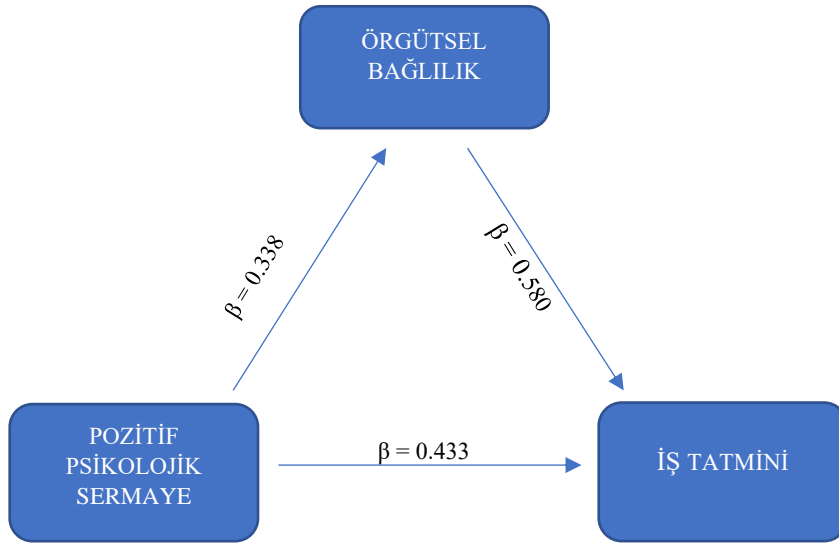 ÖRGÜTSEL
BAĞLILIK
β = 0.338
β = 0.580
POZİTİF
PSİKOLOJİK
SERMAYE
β = 0.433
İŞ TATMİNİ